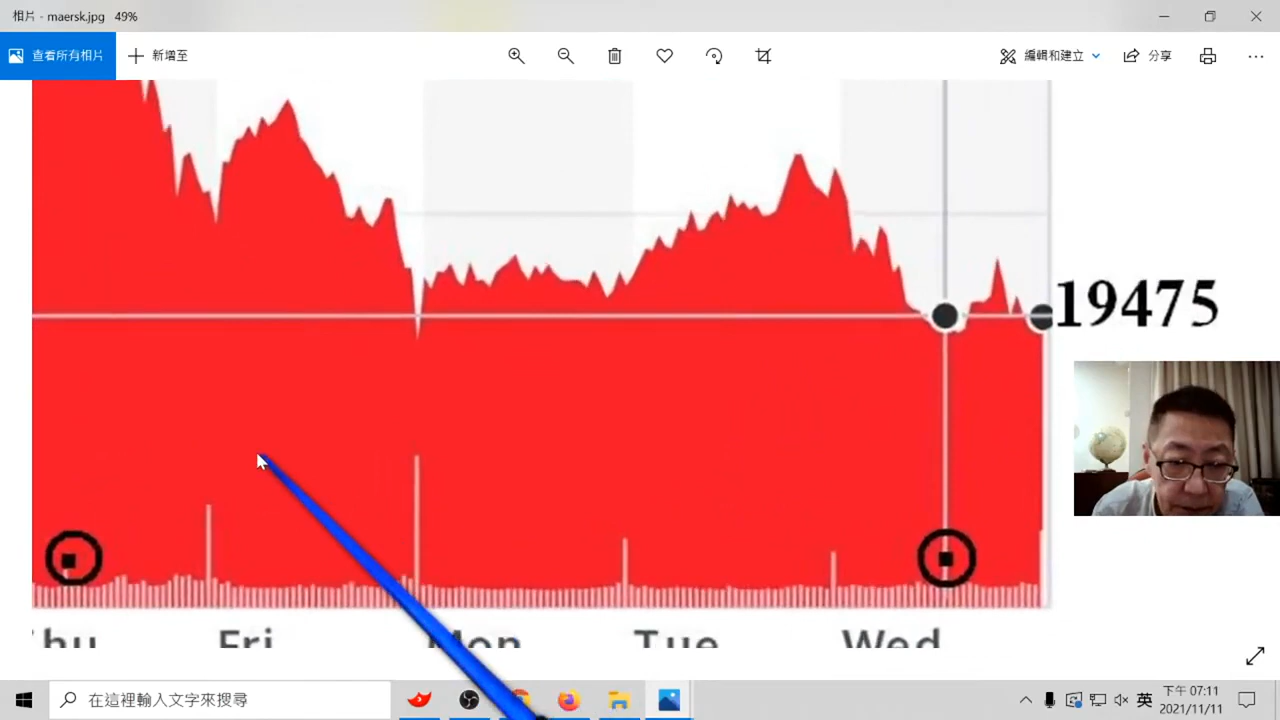 相片 - maersk.jpg 49%
查看所有相片 新增至 編輯和建立 分享
19475
hu Fri Mon Tue Wed
在這裡輸入文字來搜尋
英 下午 07:11
2021/11/11